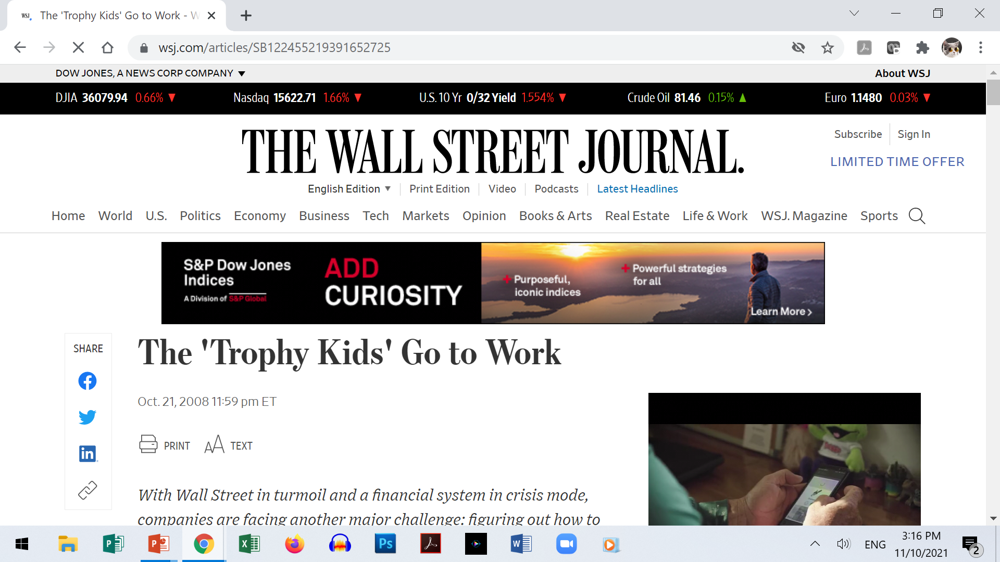 The 'Trophy Kids' Go to Work - W
wsj.com/articles/SB122455219391652725
DOW JONES, A NEWS CORP COMPANY ▼ About WSJ
DJIA 36079.94 0.66% ▼ Nasdaq 15622.71 1.66% ▼ U.S. 10 Yr 0/32 Yield 1.554% ▼ Crude Oil 81.46 0.15% ▲ Euro 1.1480 0.03% ▼
Subscribe Sign In
THE WALL STREET JOURNAL.
LIMITED TIME OFFER
English Edition ▼ Print Edition Video Podcasts Latest Headlines
Home World U.S. Politics Economy Business Tech Markets Opinion Books & Arts Real Estate Life & Work WSJ. Magazine Sports
S&P Dow Jones
Indices
A Division of S&P Global
ADD
CURIOSITY
+ Purposeful,
iconic indices
+ Powerful strategies
for all
Learn More >
SHARE
The 'Trophy Kids' Go to Work
Oct. 21, 2008 11:59 pm ET
PRINT TEXT
With Wall Street in turmoil and a financial system in crisis mode,
companies are facing another major challenge: figuring out how to
ENG
3:16 PM
11/10/2021
2